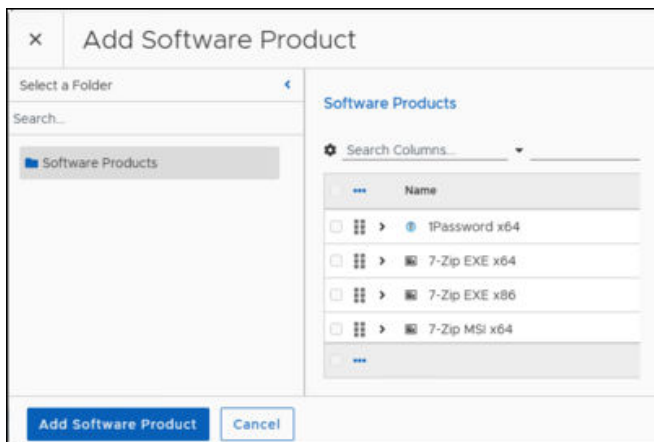 × Add Software Product
Select a Folder
Search...
Software Products
Software Products
Search Columns...
Name
1Password x64
7-Zip EXE x64
7-Zip EXE x86
7-Zip MSI x64
Add Software Product
Cancel